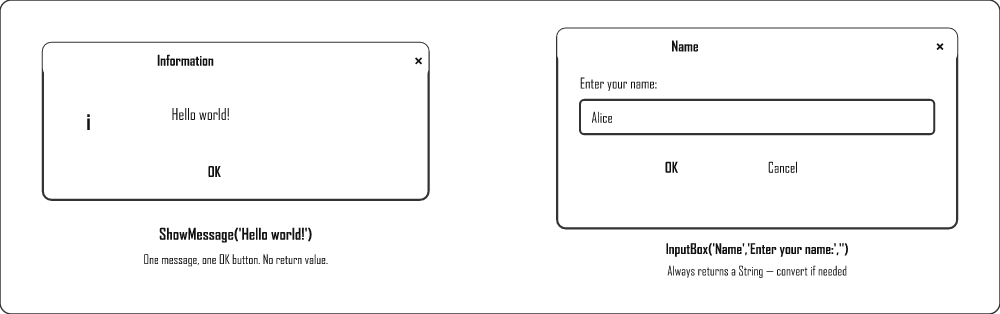 Information ×
i
Hello world!
OK
ShowMessage('Hello world!')
One message, one OK button. No return value.
Name ×
Enter your name:
Alice
OK Cancel
InputBox('Name','Enter your name:','')
Always returns a String — convert if needed